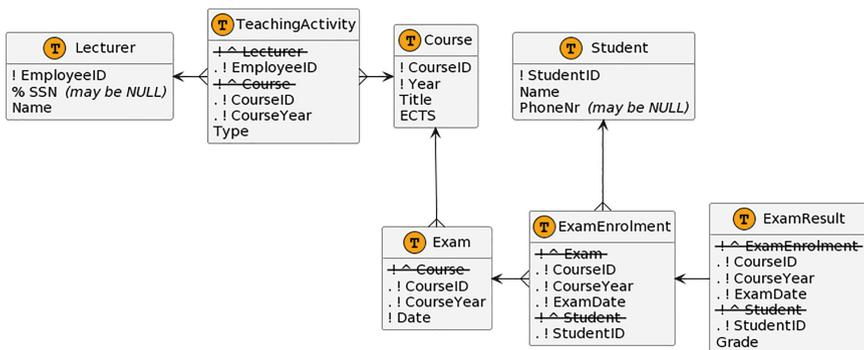 T Lecturer
! EmployeeID
% SSN (may be NULL)
Name
T TeachingActivity
! ^ Lecturer
. ! EmployeeID
! ^ Course
. ! CourseID
. ! CourseYear
Type
T Course
! CourseID
! Year
Title
ECTS
T Student
! StudentID
Name
PhoneNr (may be NULL)
T Exam
! ^ Course
. ! CourseID
. ! CourseYear
! Date
T ExamEnrolment
! ^ Exam
. ! CourseID
. ! CourseYear
. ! ExamDate
! ^ Student
. ! StudentID
T ExamResult
! ^ ExamEnrolment
. ! CourseID
. ! CourseYear
. ! ExamDate
! ^ Student
. ! StudentID
Grade